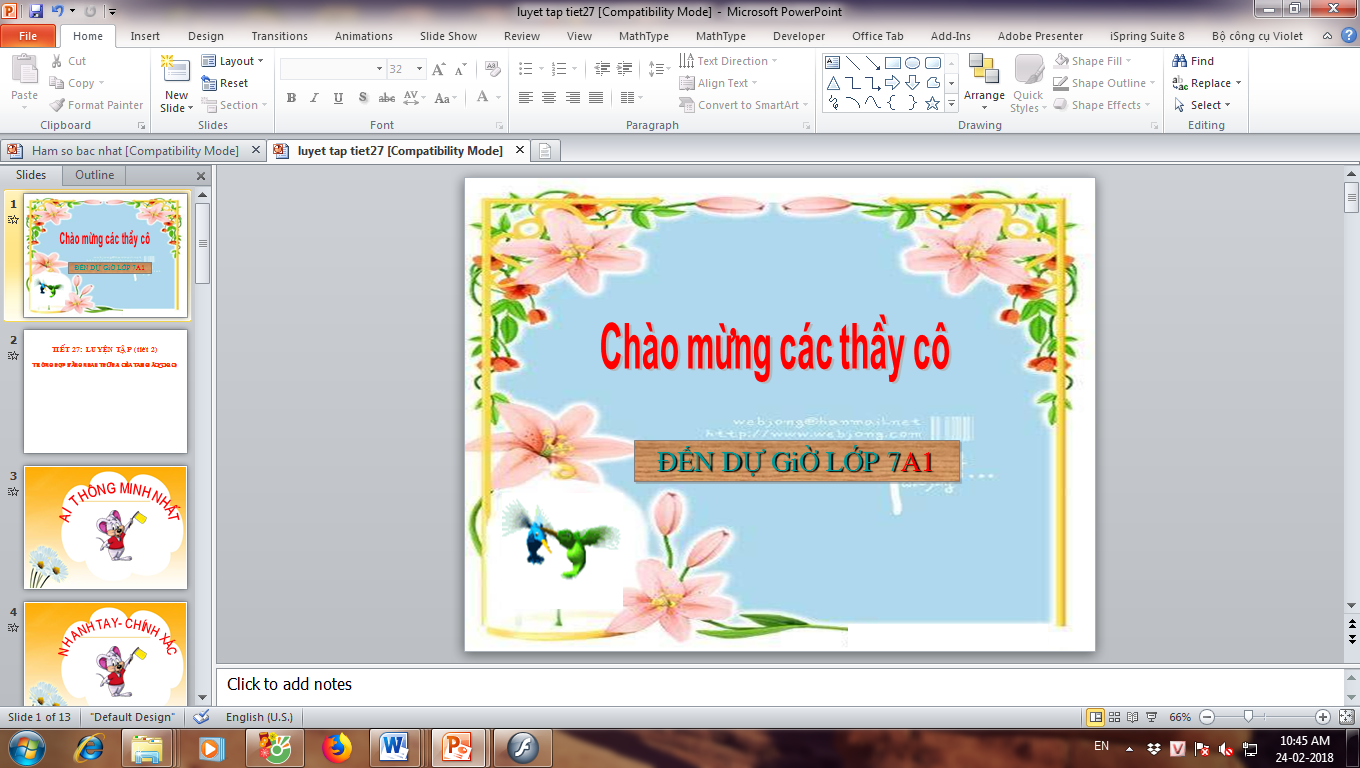 luyet tap tiet27 [Compatibility Mode] - Microsoft PowerPoint
File Home Insert Design Transitions Animations Slide Show Review View MathType MathType Developer Office Tab Add-Ins Adobe Presenter iSpring Suite 8 Bộ công cụ Violet
Paste
Cut
Copy
Format Painter
Clipboard
New Slide
Layout
Reset
Section
Slides
32
B I U S abc AV Aa A
Font
Text Direction
Align Text
Convert to SmartArt
Paragraph
Arrange
Quick Styles
Shape Fill
Shape Outline
Shape Effects
Drawing
Find
Replace
Select
Editing
Ham so bac nhat [Compatibility Mode]
luyet tap tiet27 [Compatibility Mode]
Slides Outline
1
Chào mừng các thầy cô
ĐẾN DỰ GiỜ LỚP 7A1
2
TIẾT 27: LUYỆN TẬP (tiết 2)
3
AI THÔNG MINH NHẤT
4
NHANH TAY- CHÍNH XÁC
Chào mừng các thầy cô
webjong@hanmail.net
http://www.webjong.com
ĐẾN DỰ GiỜ LỚP 7A1
Click to add notes
Slide 1 of 13 "Default Design" English (U.S.) 66%
EN
10:45 AM
24-02-2018